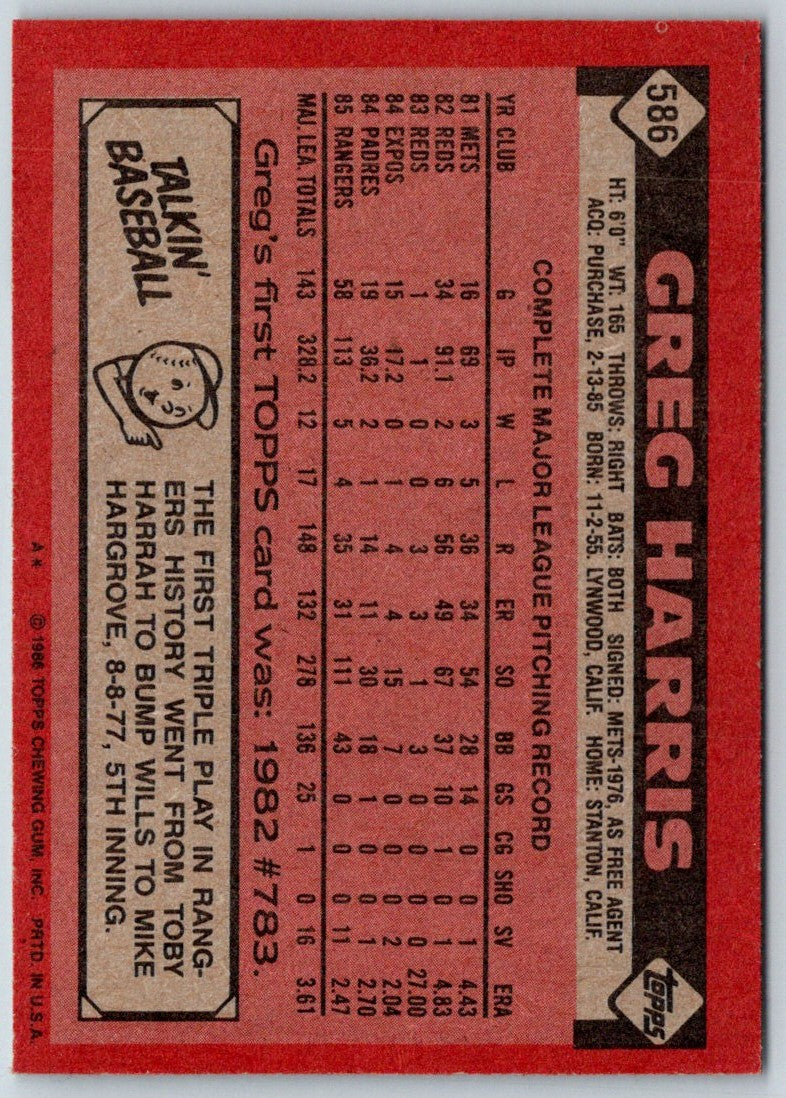 586
GREG HARRIS
TOPPS
HT: 6'0" WT: 165 THROWS: RIGHT BATS: BOTH SIGNED: METS-1976, AS FREE AGENT
ACQ: PURCHASE, 2-13-85 BORN: 11-2-55, LYNWOOD, CALIF. HOME: STANTON, CALIF.
COMPLETE MAJOR LEAGUE PITCHING RECORD
YR CLUB G IP W L R ER SO BB GS CG SHO SV ERA
81 METS 16 69 3 5 36 34 54 28 14 0 0 1 4.43
82 REDS 34 91.1 2 6 56 49 67 37 10 1 0 1 4.83
83 REDS 1 1 0 0 3 3 1 3 0 0 0 0 27.00
84 EXPOS 15 17.2 0 1 4 4 15 7 0 0 0 2 2.04
84 PADRES 19 36.2 2 1 14 11 30 18 1 0 0 1 2.70
85 RANGERS 58 113 5 4 35 31 111 43 0 0 0 11 2.47
MAJ. LEA. TOTALS 143 328.2 12 17 148 132 278 136 25 1 0 16 3.61
Greg's first TOPPS card was: 1982 #783.
TALKIN'
BASEBALL
THE FIRST TRIPLE PLAY IN RANG-
ERS HISTORY WENT FROM TOBY
HARRAH TO BUMP WILLS TO MIKE
HARGROVE, 8-8-77, 5TH INNING.
A * © 1986 TOPPS CHEWING GUM, INC. PRTD. IN U.S.A.